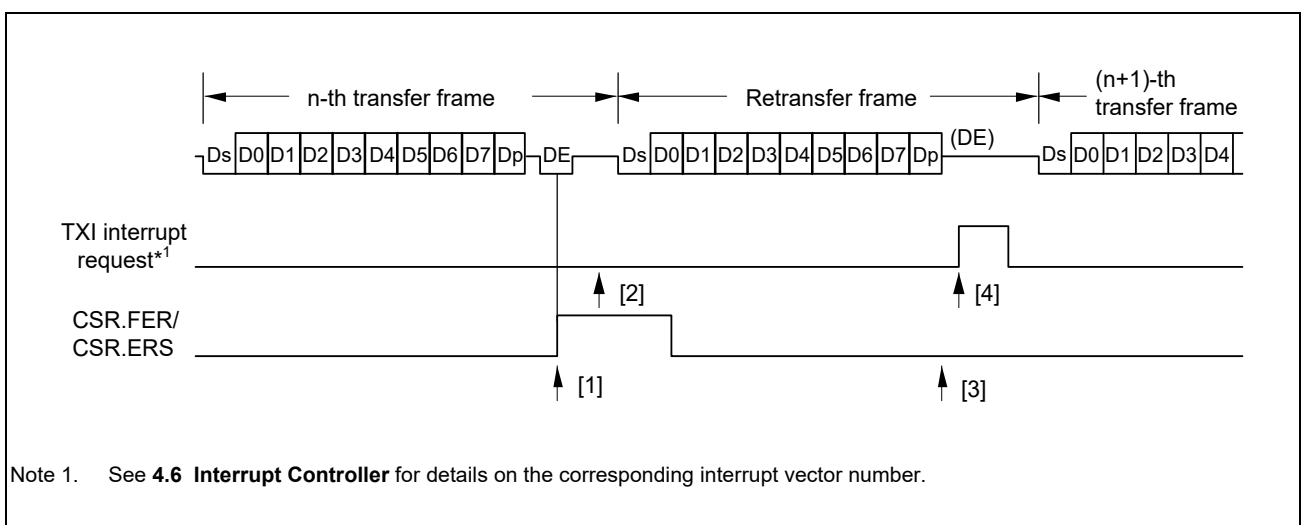 n-th transfer frame
Retransfer frame
(n+1)-th
transfer frame
Ds D0 D1 D2 D3 D4 D5 D6 D7 Dp DE Ds D0 D1 D2 D3 D4 D5 D6 D7 Dp (DE) Ds D0 D1 D2 D3 D4
TXI interrupt
request*1
[2] [4]
CSR.FER/
CSR.ERS
[1] [3]
Note 1. See 4.6 Interrupt Controller for details on the corresponding interrupt vector number.